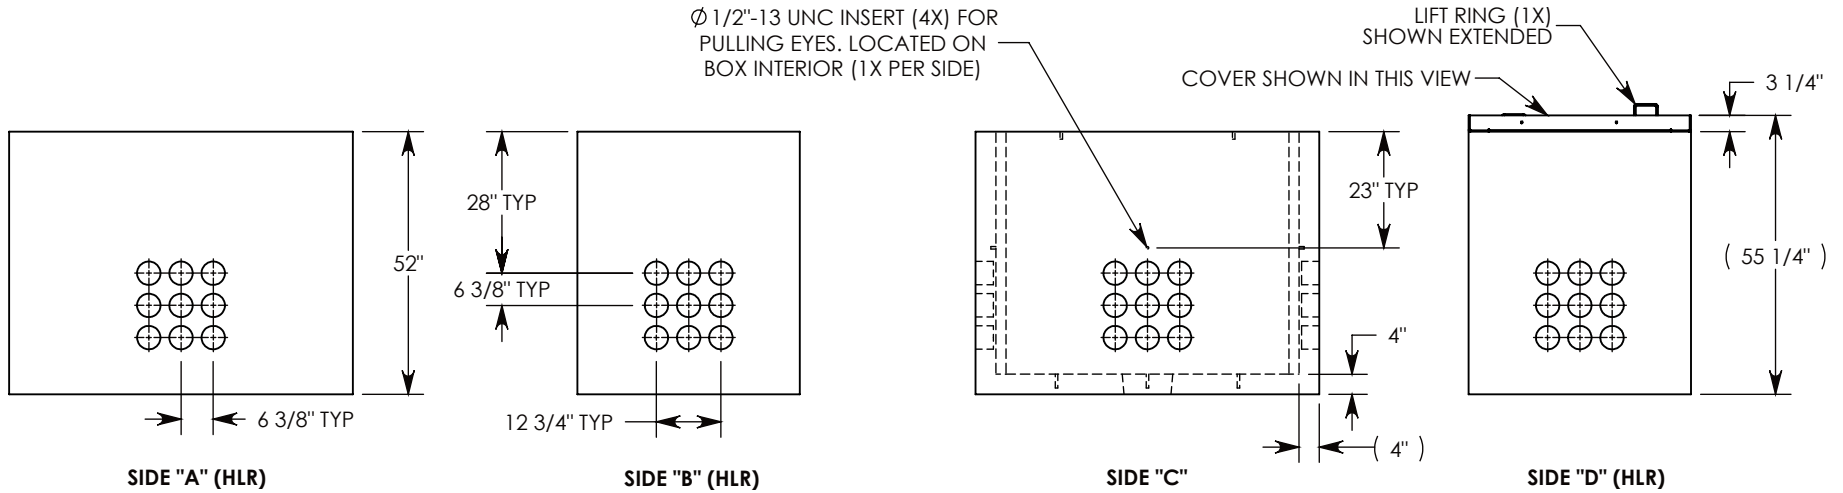 Ø 1/2"-13 UNC INSERT (4X) FOR
PULLING EYES. LOCATED ON
BOX INTERIOR (1X PER SIDE)
LIFT RING (1X)
SHOWN EXTENDED
COVER SHOWN IN THIS VIEW
3 1/4"
28" TYP
23" TYP
52"
( 55 1/4" )
6 3/8" TYP
4"
6 3/8" TYP
12 3/4" TYP
( 4" )
SIDE "A" (HLR)
SIDE "B" (HLR)
SIDE "C"
SIDE "D" (HLR)